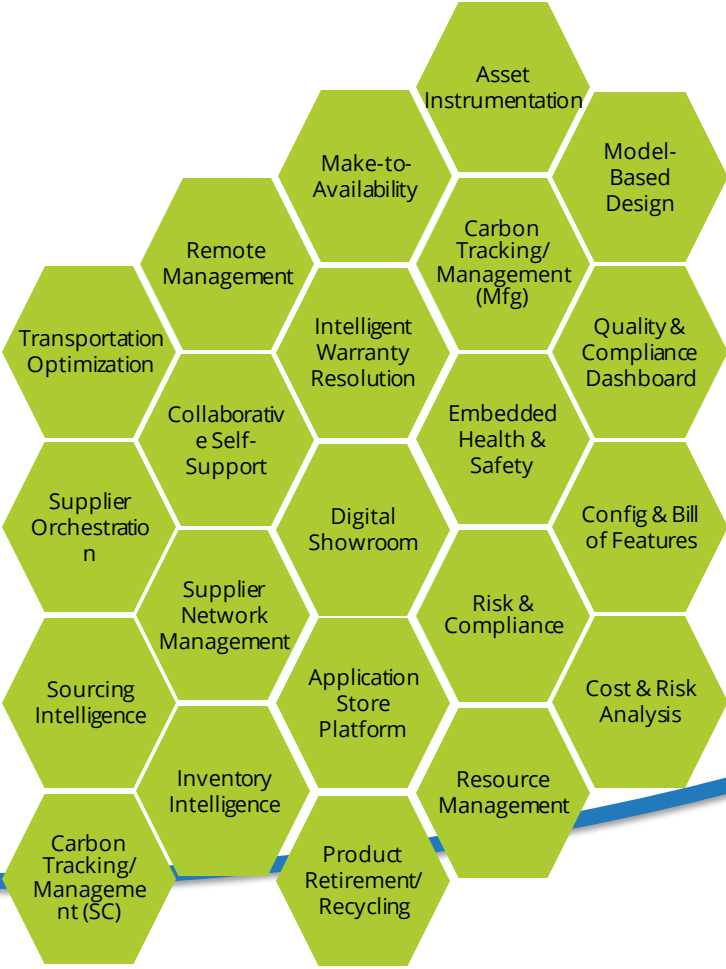 Asset
Instrumentation
Make-to-
Availability
Model-
Based
Design
Remote
Management
Carbon
Tracking/
Management
(Mfg)
Transportation
Optimization
Intelligent
Warranty
Resolution
Quality &
Compliance
Dashboard
Collaborativ
e Self-
Support
Embedded
Health &
Safety
Supplier
Orchestratio
n
Digital
Showroom
Config & Bill
of Features
Supplier
Network
Management
Risk &
Compliance
Sourcing
Intelligence
Application
Store
Platform
Cost & Risk
Analysis
Inventory
Intelligence
Resource
Management
Carbon
Tracking/
Manageme
nt (SC)
Product
Retirement/
Recycling